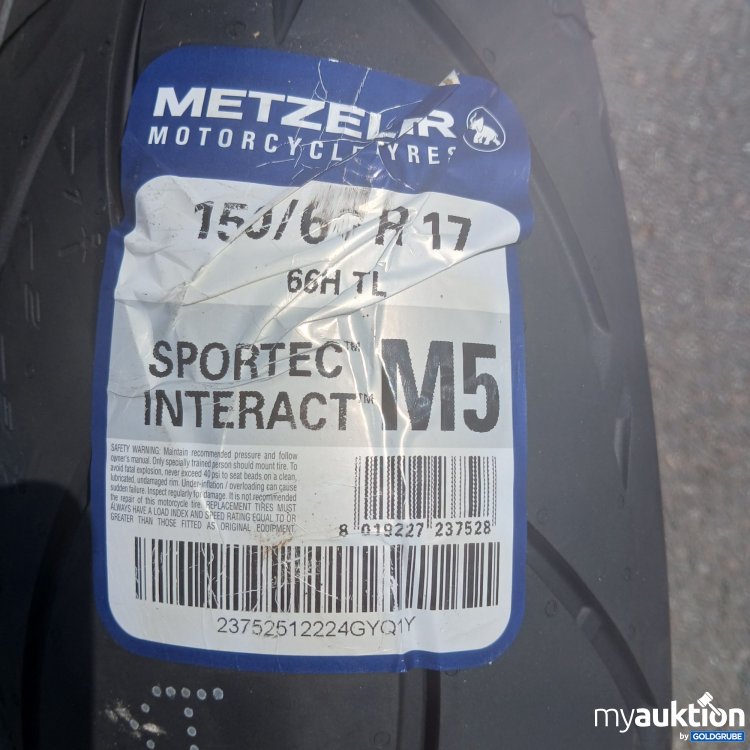 METZELER
MOTORCYCLE TYRES
150/60 R 17
66H TL
SPORTEC™
INTERACT™ M5
SAFETY WARNING: Maintain recommended pressure and follow
owner's manual. Only specially trained person should mount tire. To
avoid fatal explosion, never exceed 40 psi to seat beads on a clean,
lubricated, undamaged rim. Under-inflation / overloading can cause
sudden failure. Inspect regularly for damage. It is not recommended
the repair of this motorcycle tire. REPLACEMENT TIRES MUST
ALWAYS HAVE A LOAD INDEX AND SPEED RATING EQUAL TO OR
GREATER THAN THOSE FITTED AS ORIGINAL EQUIPMENT.
8 019227 237528
23752512224GYQ1Y
myauktion
by GOLDGRUBE